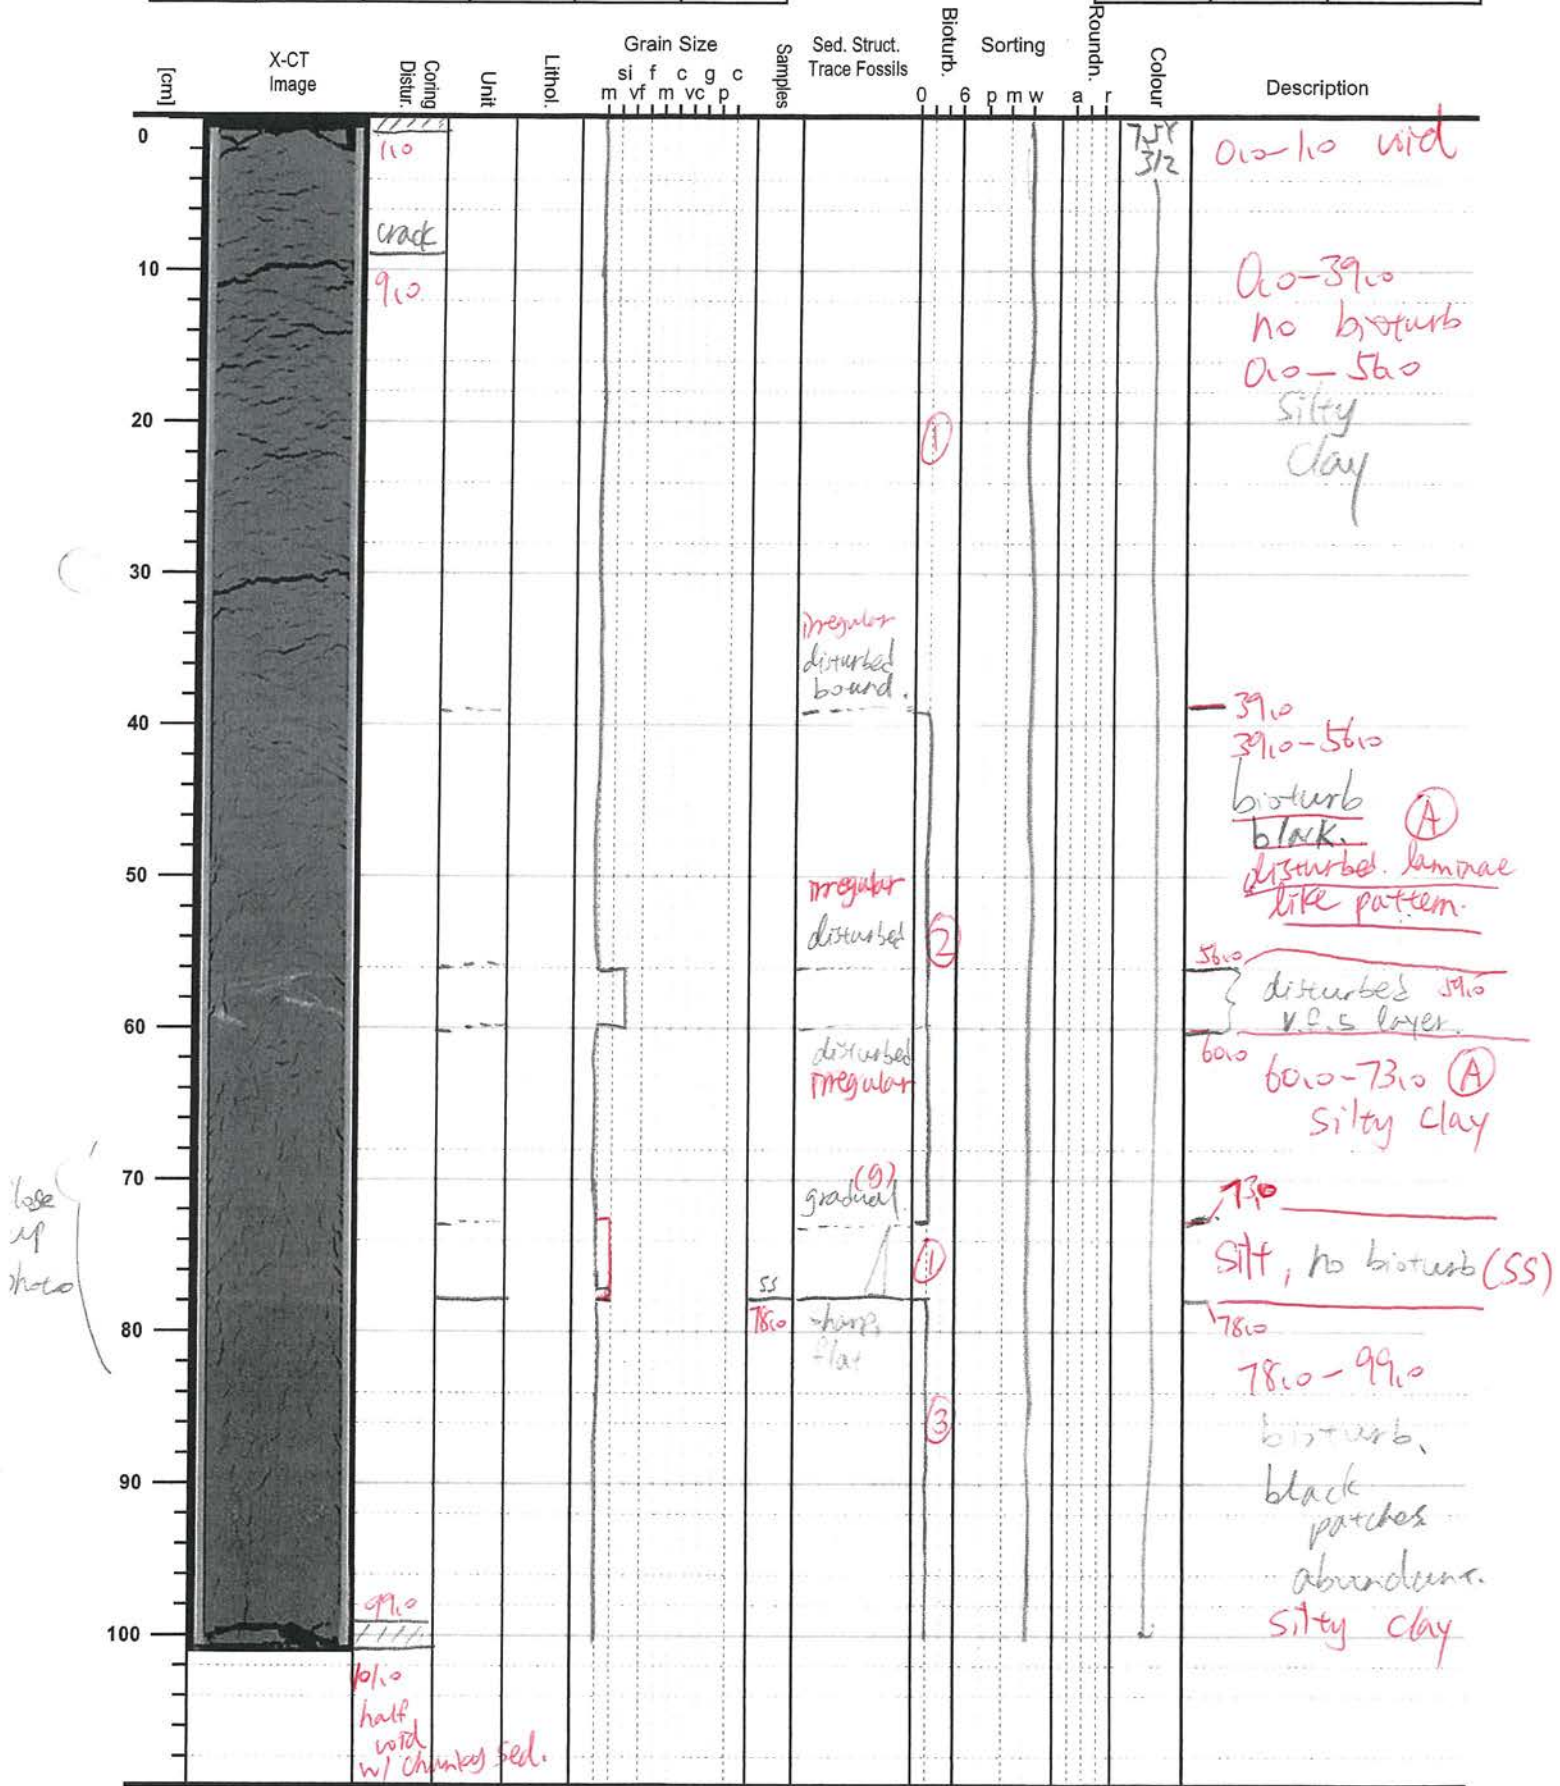 [cm]
X-CT
Image
Coring
Distur.
Unit
Lithol.
Grain Size
si f c g c
m vf m vc p
Samples
Sed. Struct.
Trace Fossils
Bioturb.
0 6
Sorting
p m w
Roundn.
a r
Colour
Description
0
10
20
30
40
50
60
70
80
90
100
1.0
crack
9.0
99.0
101.0
half
void
w/ chunky sed.
close
up
photo
SS
78.0
irregular
disturbed
bound.
irregular
disturbed
disturbed
irregular
(g)
gradual
sharp,
flat
1
2
1
3
7.5Y
3/2
0.0-1.0 void
0.0-39.0
no bioturb
0.0-56.0
silty
clay
39.0
39.0-56.0
bioturb
black. A
disturbed. laminae
like pattern.
56.0
disturbed 59.0
v.f.s layer.
60.0
60.0-73.0 A
silty clay
73.0
silt, no bioturb (SS)
78.0
78.0-99.0
bioturb.
black
patches
abundant.
silty clay